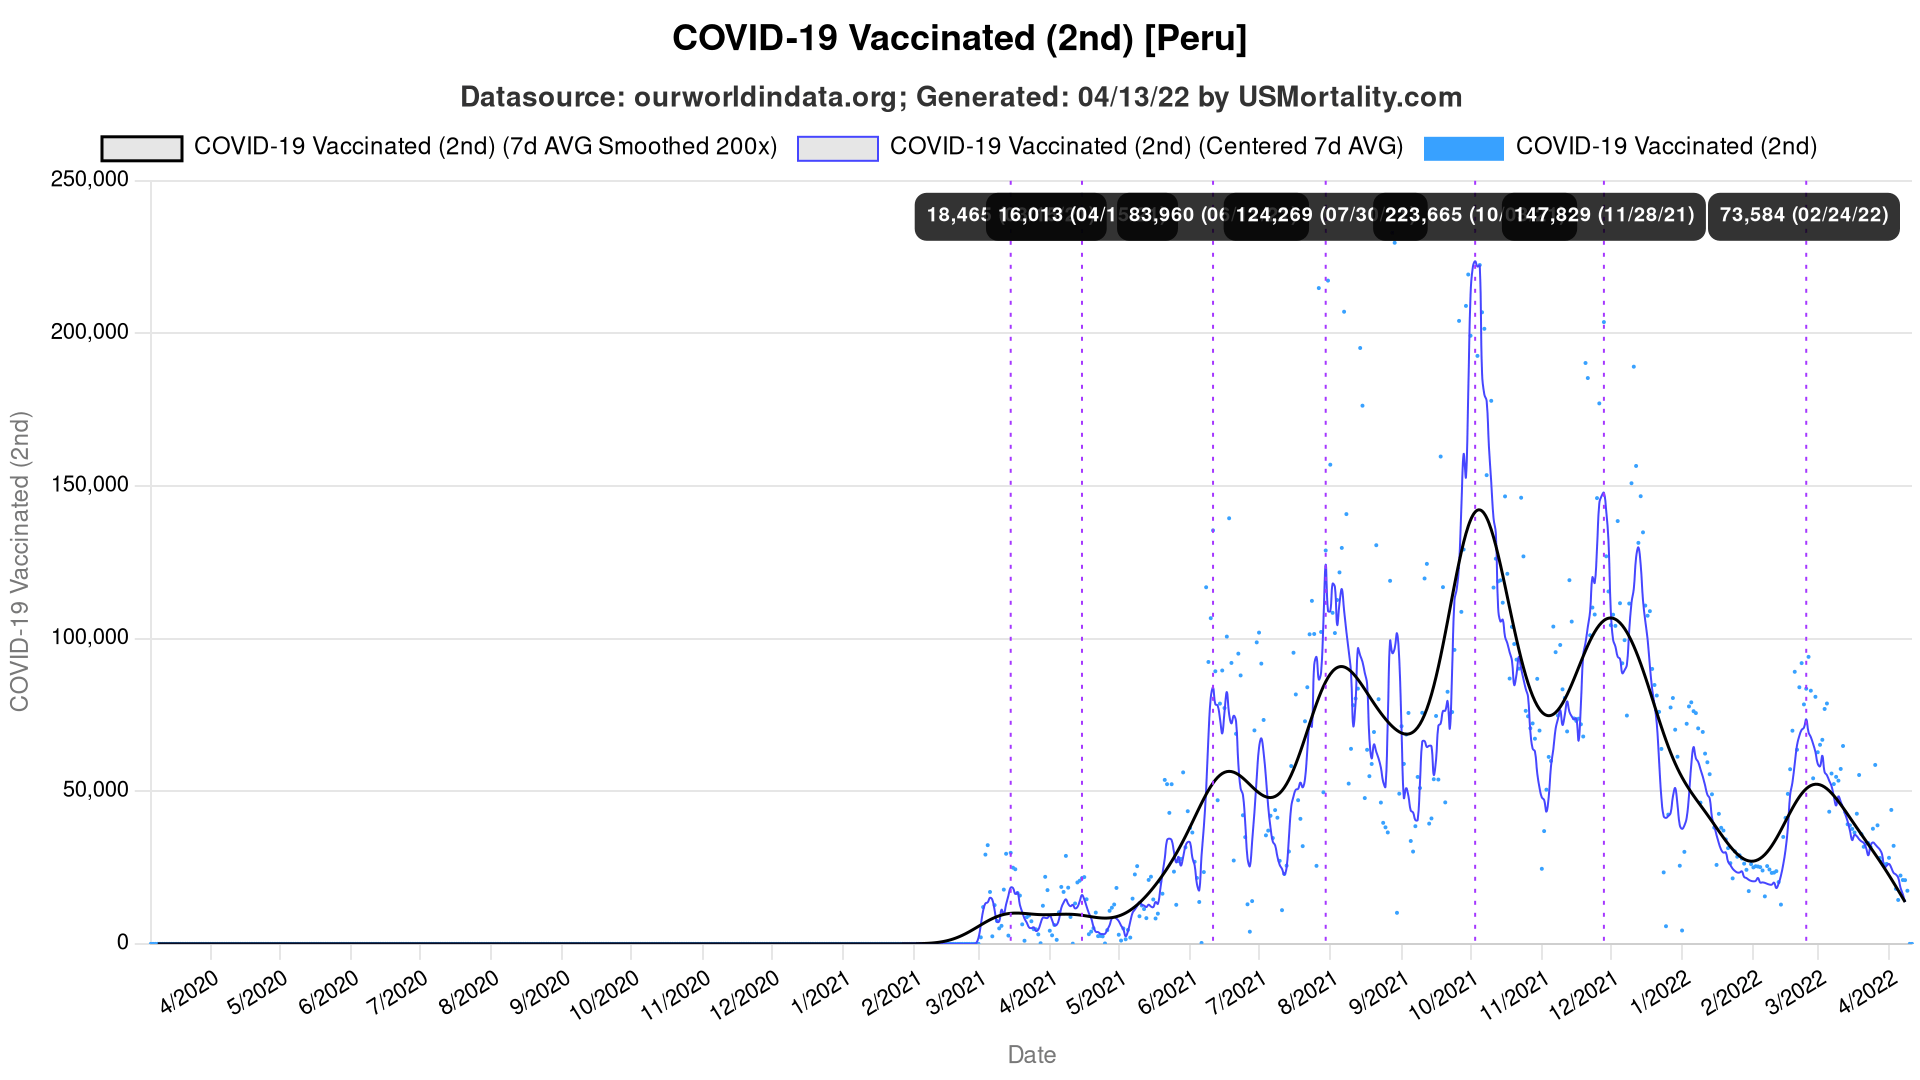 COVID-19 Vaccinated (2nd) [Peru]
Datasource: ourworldindata.org; Generated: 04/13/22 by USMortality.com
COVID-19 Vaccinated (2nd) (7d AVG Smoothed 200x) COVID-19 Vaccinated (2nd) (Centered 7d AVG) COVID-19 Vaccinated (2nd)
250,000
18,465 16,013 (04/15 83,960 (06/ 124,269 (07/30/ 223,665 (10/ 147,829 (11/28/21) 73,584 (02/24/22)
200,000
150,000
100,000
50,000
0
COVID-19 Vaccinated (2nd)
4/2020 5/2020 6/2020 7/2020 8/2020 9/2020 10/2020 11/2020 12/2020 1/2021 2/2021 3/2021 4/2021 5/2021 6/2021 7/2021 8/2021 9/2021 10/2021 11/2021 12/2021 1/2022 2/2022 3/2022 4/2022
Date